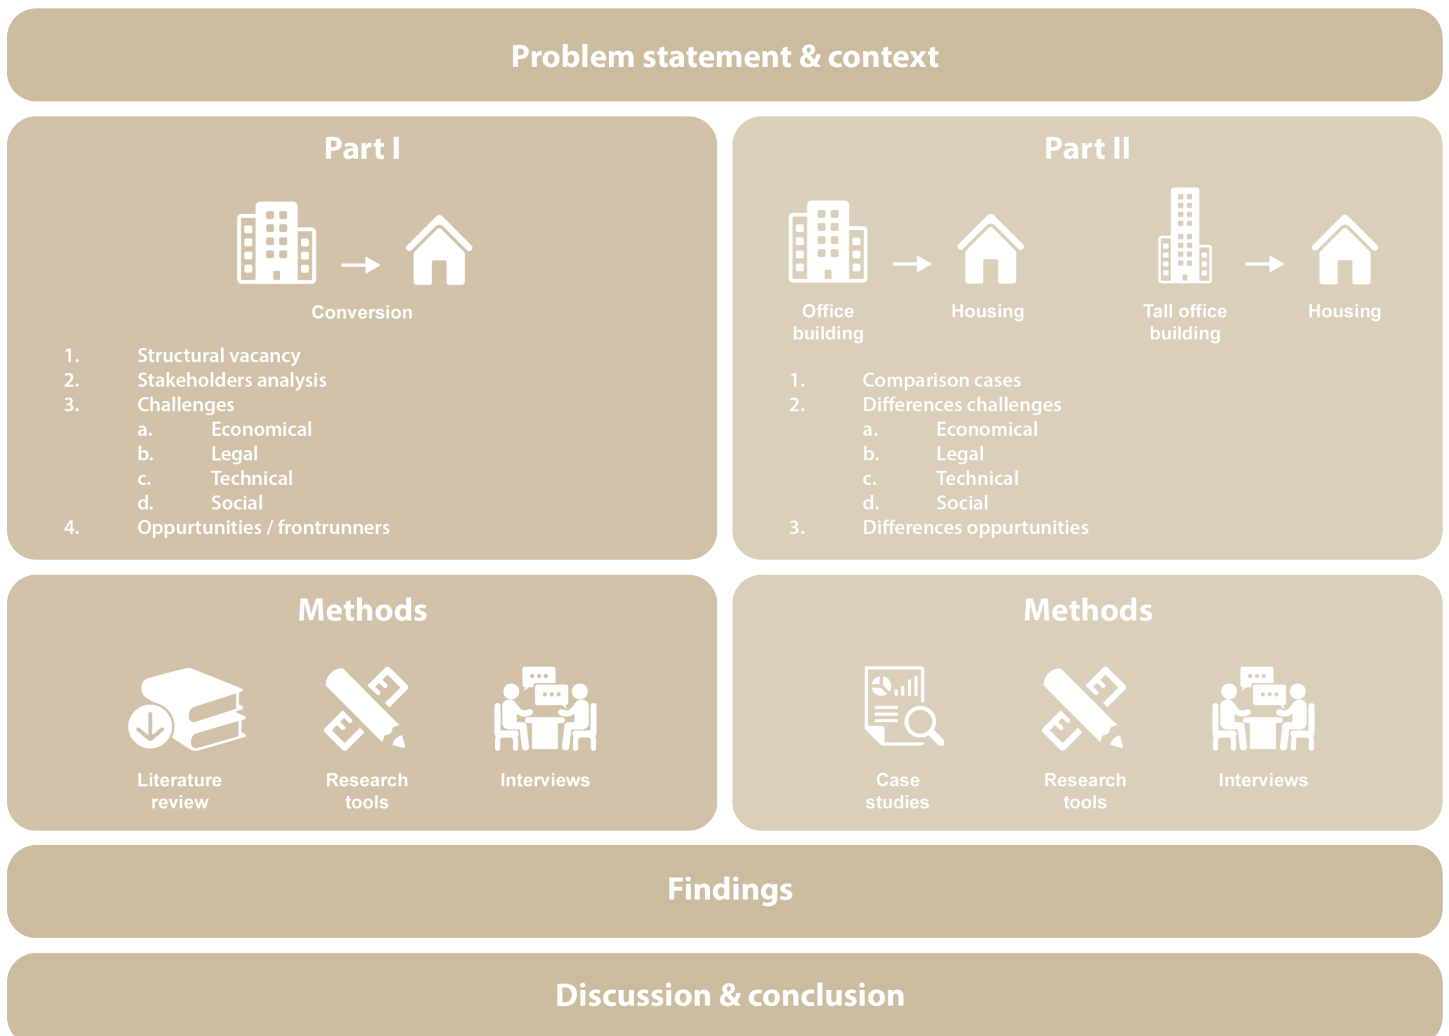 Problem statement & context
Part I
Conversion
1. Structural vacancy
2. Stakeholders analysis
3. Challenges
a. Economical
b. Legal
c. Technical
d. Social
4. Oppurtunities / frontrunners
Part II
Office
building
Housing
Tall office
building
Housing
1. Comparison cases
2. Differences challenges
a. Economical
b. Legal
c. Technical
d. Social
3. Differences oppurtunities
Methods
Literature
review
Research
tools
Interviews
Methods
Case
studies
Research
tools
Interviews
Findings
Discussion & conclusion